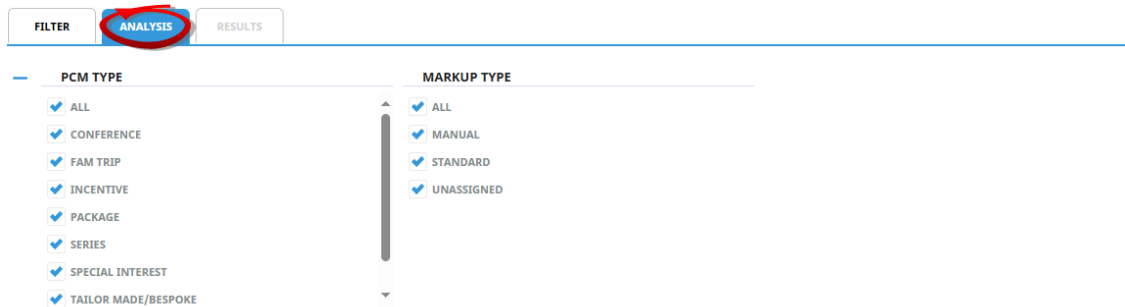 FILTER
ANALYSIS
RESULTS
PCM TYPE
ALL
CONFERENCE
FAM TRIP
INCENTIVE
PACKAGE
SERIES
SPECIAL INTEREST
TAILOR MADE/BESPOKE
MARKUP TYPE
ALL
MANUAL
STANDARD
UNASSIGNED